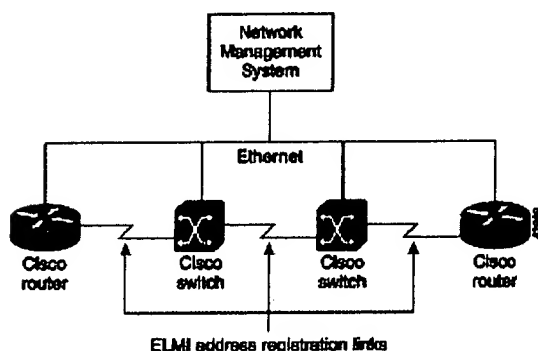 Network
Management
System
Ethernet
Cisco
router
Cisco
switch
Cisco
switch
Cisco
router
ELMI address registration links